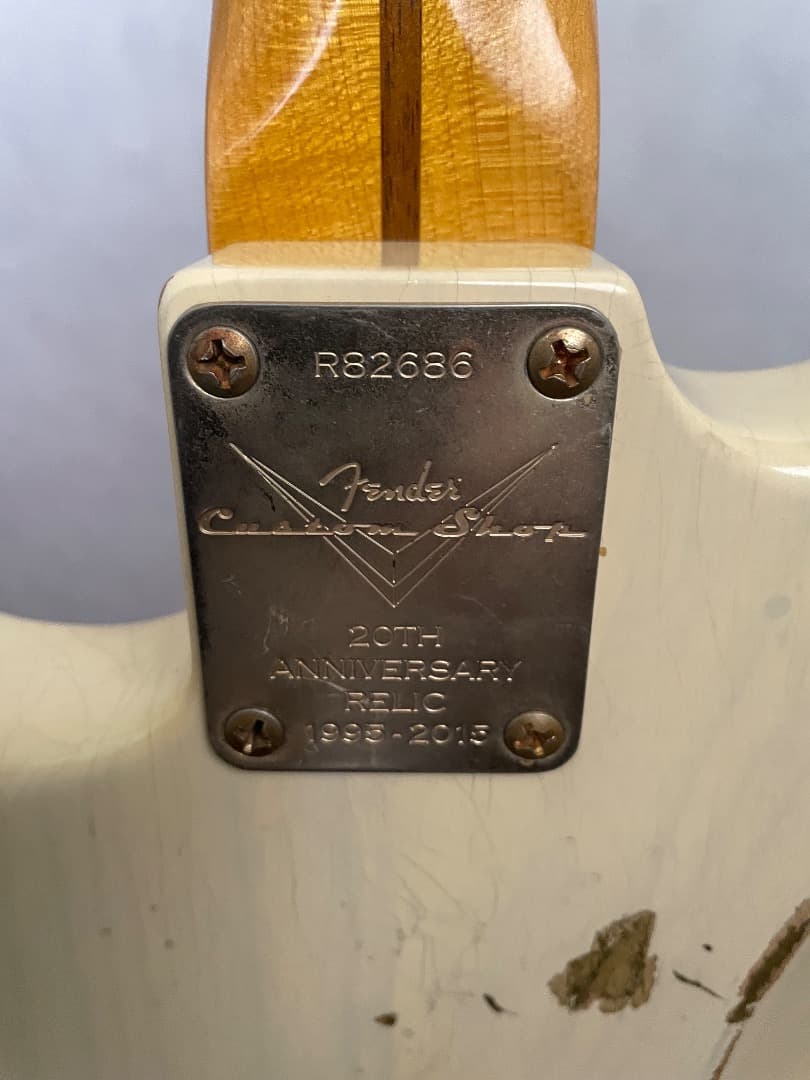 R82686
Fender
Custom Shop
20TH
ANNIVERSARY
RELIC
1995-2015